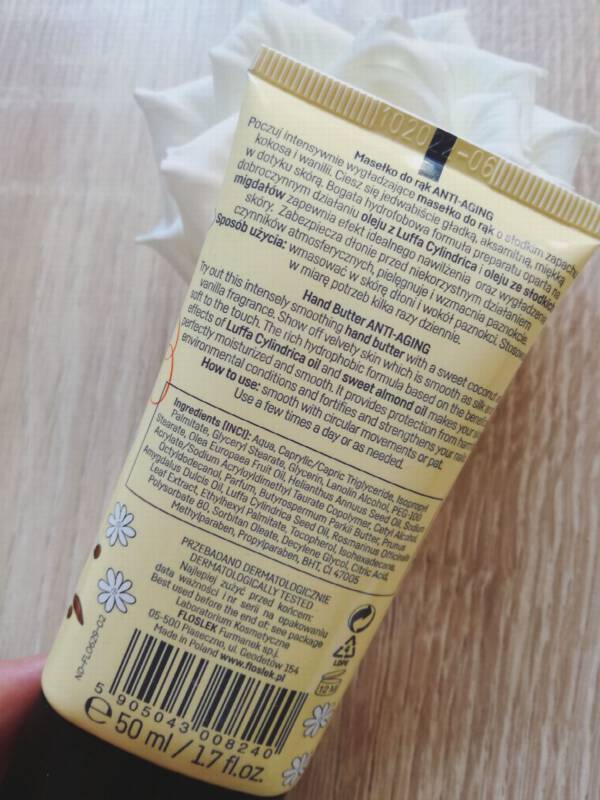 102022-06
Masełko do rąk ANTI-AGING
Poczuj intensywnie wygładzające masełko do rąk o słodkim zapachu
kokosa i wanilii. Ciesz się jedwabiście gładką, aksamitną, miękką
w dotyku skórą. Bogata hydrofobowa formuła preparatu oparta na
dobroczynnym działaniu oleju z Luffa Cylindrica i oleju ze słodkich
migdałów zapewnia efekt idealnego nawilżenia oraz wygładzenia
skóry. Zabezpiecza dłonie przed niekorzystnym działaniem
czynników atmosferycznych, pielęgnuje i wzmacnia paznokcie.
Sposób użycia: wmasować w skórę dłoni i wokół paznokci. Stosować
w miarę potrzeb kilka razy dziennie.
Hand Butter ANTI-AGING
Try out this intensely smoothing hand butter with a sweet coconut
vanilla fragrance. Show off velvety skin which is smooth as silk and
soft to the touch. The rich hydrophobic formula based on the beneficial
effects of Luffa Cylindrica oil and sweet almond oil makes your
perfectly moisturized and smooth. It provides protection from harmful
environmental conditions and fortifies and strengthens your nails.
How to use: smooth with circular movements or pat.
Use a few times a day or as needed.
Ingredients (INCI): Aqua, Caprylic/Capric Triglyceride, Isopropyl
Palmitate, Glyceryl Stearate, Glycerin, Lanolin Alcohol, PEG-100
Stearate, Olea Europaea Fruit Oil, Helianthus Annuus Seed Oil, Sodium
Acrylate/Sodium Acryloyldimethyl Taurate Copolymer, Cetyl Alcohol,
Octyldodecanol, Parfum, Butyrospermum Parkii Butter, Prunus
Amygdalus Dulcis Oil, Luffa Cylindrica Seed Oil, Rosmarinus Officinalis
Leaf Extract, Ethylhexyl Palmitate, Tocopherol, Isohexadecane,
Polysorbate 80, Sorbitan Oleate, Decylene Glycol, Citric Acid,
Methylparaben, Propylparaben, BHT, CI 47005
PRZEBADANO DERMATOLOGICZNIE
DERMATOLOGICALLY TESTED
Najlepiej zużyć przed końcem:
data ważności i nr serii na opakowaniu
Best used before the end of: see package
Laboratorium Kosmetyczne
FLOSLEK Furmanek sp.j.
05-500 Piaseczno, ul. Geodetów 154
Made in Poland www.floslek.pl
LDPE
12 M
NO-FL0629-02
5 905043 008240
e 50 ml / 1.7 fl.oz.